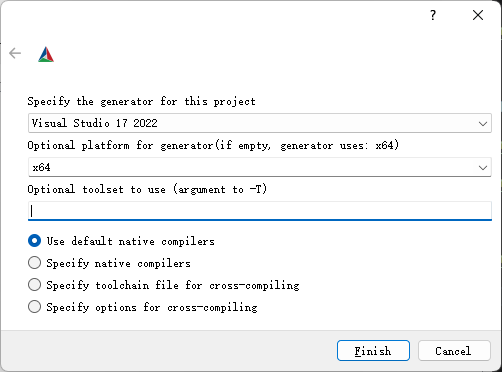 ?
Specify the generator for this project
Visual Studio 17 2022
Optional platform for generator(if empty, generator uses: x64)
x64
Optional toolset to use (argument to -T)
Use default native compilers
Specify native compilers
Specify toolchain file for cross-compiling
Specify options for cross-compiling
Finish
Cancel